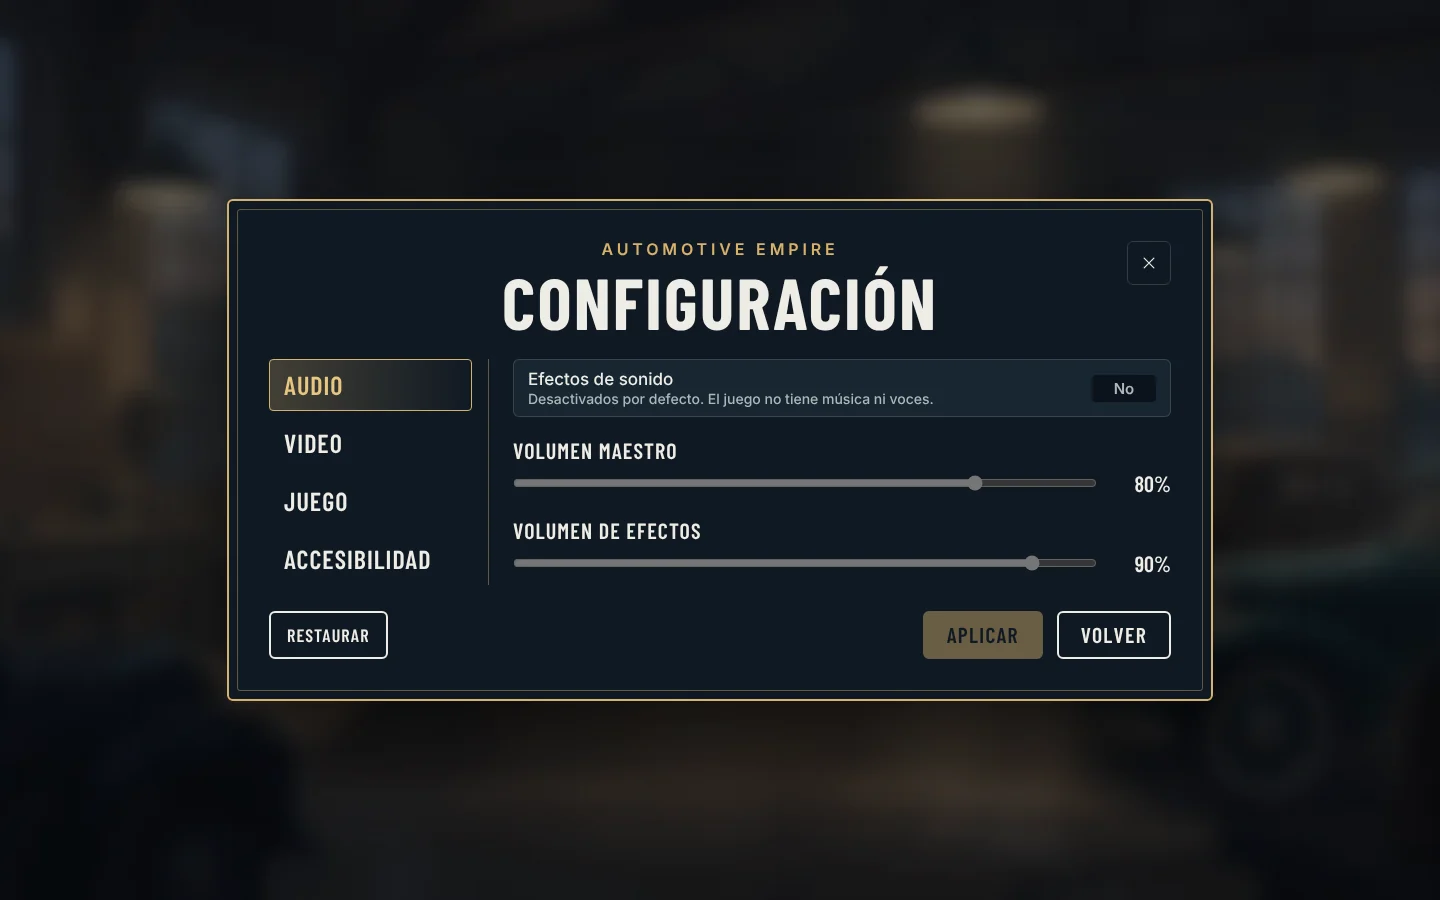 AUTOMOTIVE EMPIRE
CONFIGURACIÓN
AUDIO
VIDEO
JUEGO
ACCESIBILIDAD
Efectos de sonido
Desactivados por defecto. El juego no tiene música ni voces.
No
VOLUMEN MAESTRO
80%
VOLUMEN DE EFECTOS
90%
RESTAURAR
APLICAR
VOLVER